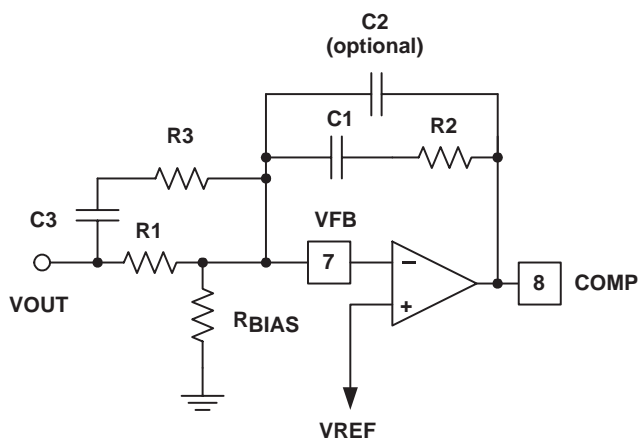 C2
(optional)
C1
R2
R3
C3
R1
VFB
7
–
+
8
COMP
VOUT
RBIAS
VREF